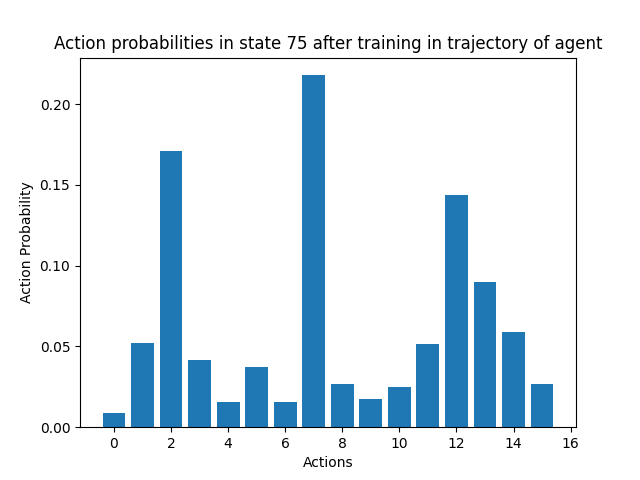 Action probabilities in state 75 after training in trajectory of agent
Action Probability
0.20
0.15
0.10
0.05
0.00
0 2 4 6 8 10 12 14 16
Actions